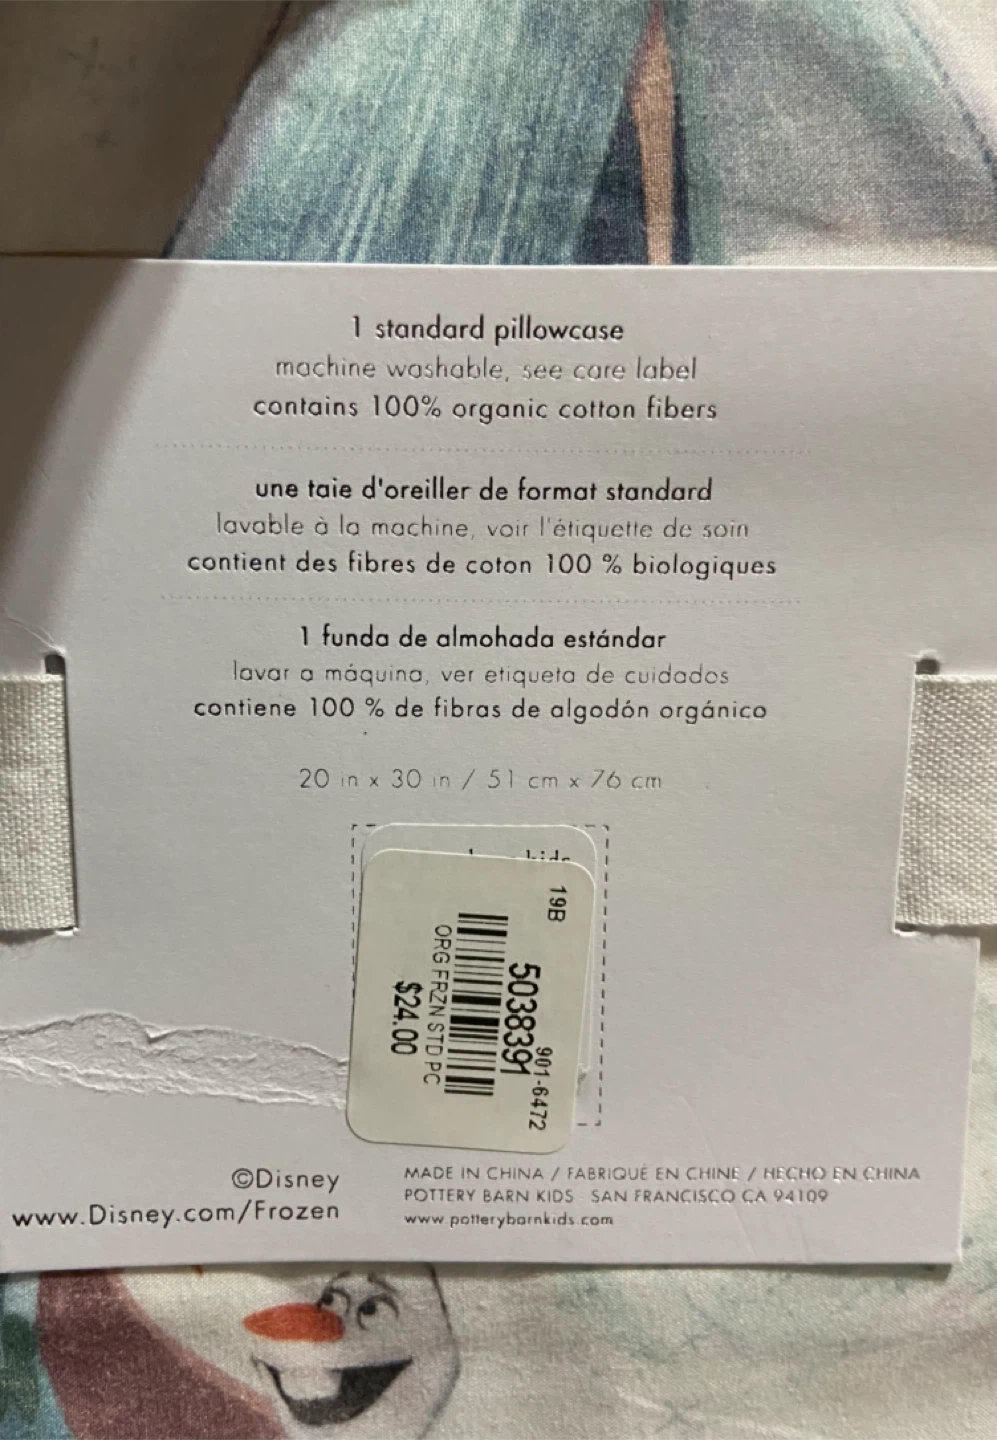 1 standard pillowcase
machine washable, see care label
contains 100% organic cotton fibers
une taie d'oreiller de format standard
lavable à la machine, voir l'étiquette de soin
contient des fibres de coton 100 % biologiques
1 funda de almohada estándar
lavar a máquina, ver etiqueta de cuidados
contiene 100 % de fibras de algodón orgánico
20 in x 30 in / 51 cm x 76 cm
kids
19B
901-6472
5038391
ORG FRZN STD PC
$24.00
©Disney
www.Disney.com/Frozen
MADE IN CHINA / FABRIQUÉ EN CHINE / HECHO EN CHINA
POTTERY BARN KIDS SAN FRANCISCO CA 94109
www.potterybarnkids.com